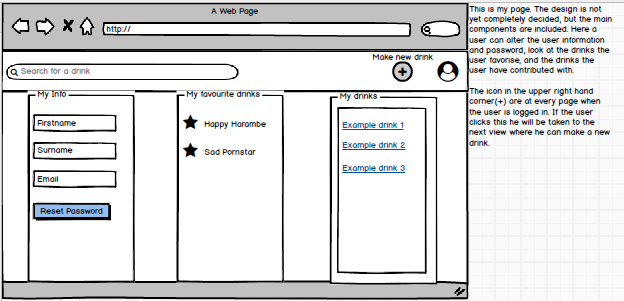 A Web Page
http://
Make new drink
Search for a drink
My Info
Firstname
Surname
Email
Reset Password
My favourite drinks
Happy Harambe
Sad Pornstar
My drinks
Example drink 1
Example drink 2
Example drink 3
This is my page. The design is not
yet completely decided, but the main
components are included. Here a
user can alter the user information
and password, look at the drinks the
user favorise, and the drinks the
user have contributed with.
The icon in the upper right hand
corner(+) are at every page when
the user is logged in. If the user
clicks this he will be taken to the
next view where he can make a new
drink.